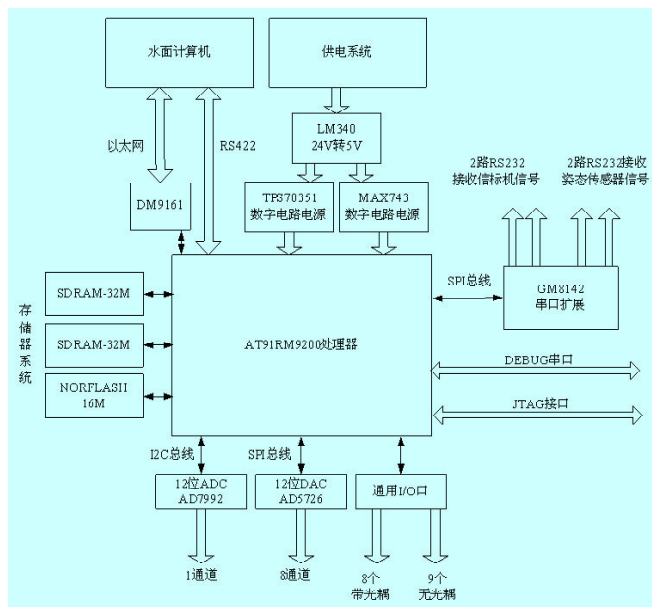 水面计算机
供电系统
以太网
RS422
LM340
24V转5V
2路RS232
接收信标机信号
2路RS232接收
姿态传感器信号
DM9161
TPS70351
数字电路电源
MAX743
数字电路电源
存储器系统
SDRAM-32M
SDRAM-32M
NORFLASH
16M
AT91RM9200处理器
SPI总线
GM8142
串口扩展
DEBUG串口
JTAG接口
I2C总线
SPI总线
12位ADC
AD7992
12位DAC
AD5726
通用I/O口
1通道
8通道
8个
带光耦
9个
无光耦